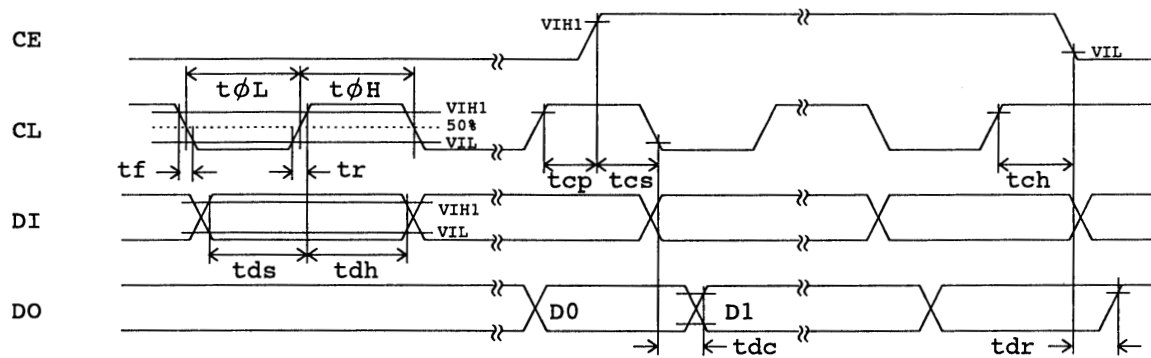 CE
VIH1
VIL
tϕL
tϕH
CL
VIH1
50%
VIL
tf
tr
tcp
tcs
tch
DI
VIH1
VIL
tds
tdh
DO
D0
D1
tdc
tdr